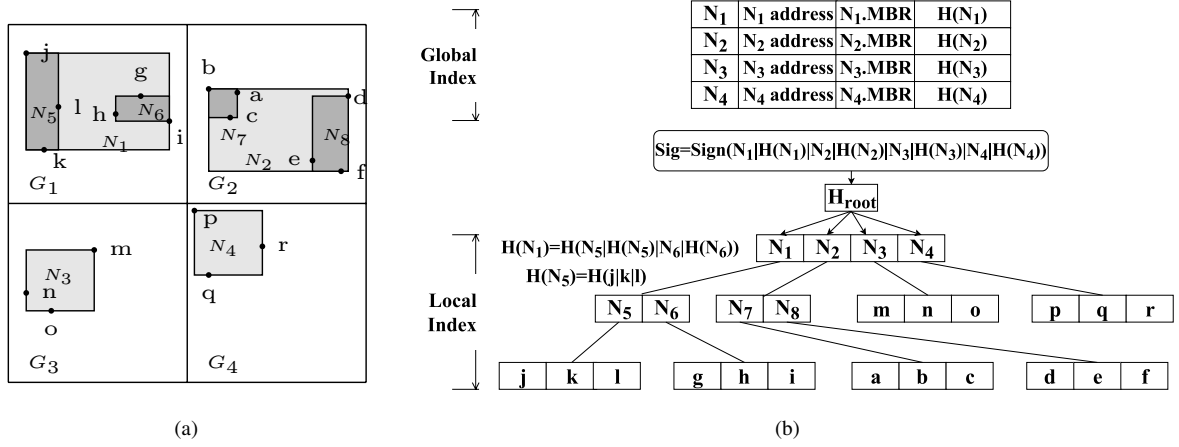 j
g
b
a
d
N5
l
h
N6
i
c
N7
N8
N1
k
N2
e
f
G1
G2
p
m
N4
r
N3
n
q
o
G3
G4
(a)
Global
Index
N1 N1 address N1.MBR H(N1)
N2 N2 address N2.MBR H(N2)
N3 N3 address N3.MBR H(N3)
N4 N4 address N4.MBR H(N4)
Sig=Sign(N1|H(N1)|N2|H(N2)|N3|H(N3)|N4|H(N4))
Hroot
H(N1)=H(N5|H(N5)|N6|H(N6))
N1 N2 N3 N4
H(N5)=H(j|k|l)
Local
Index
N5 N6 N7 N8 m n o p q r
j k l g h i a b c d e f
(b)